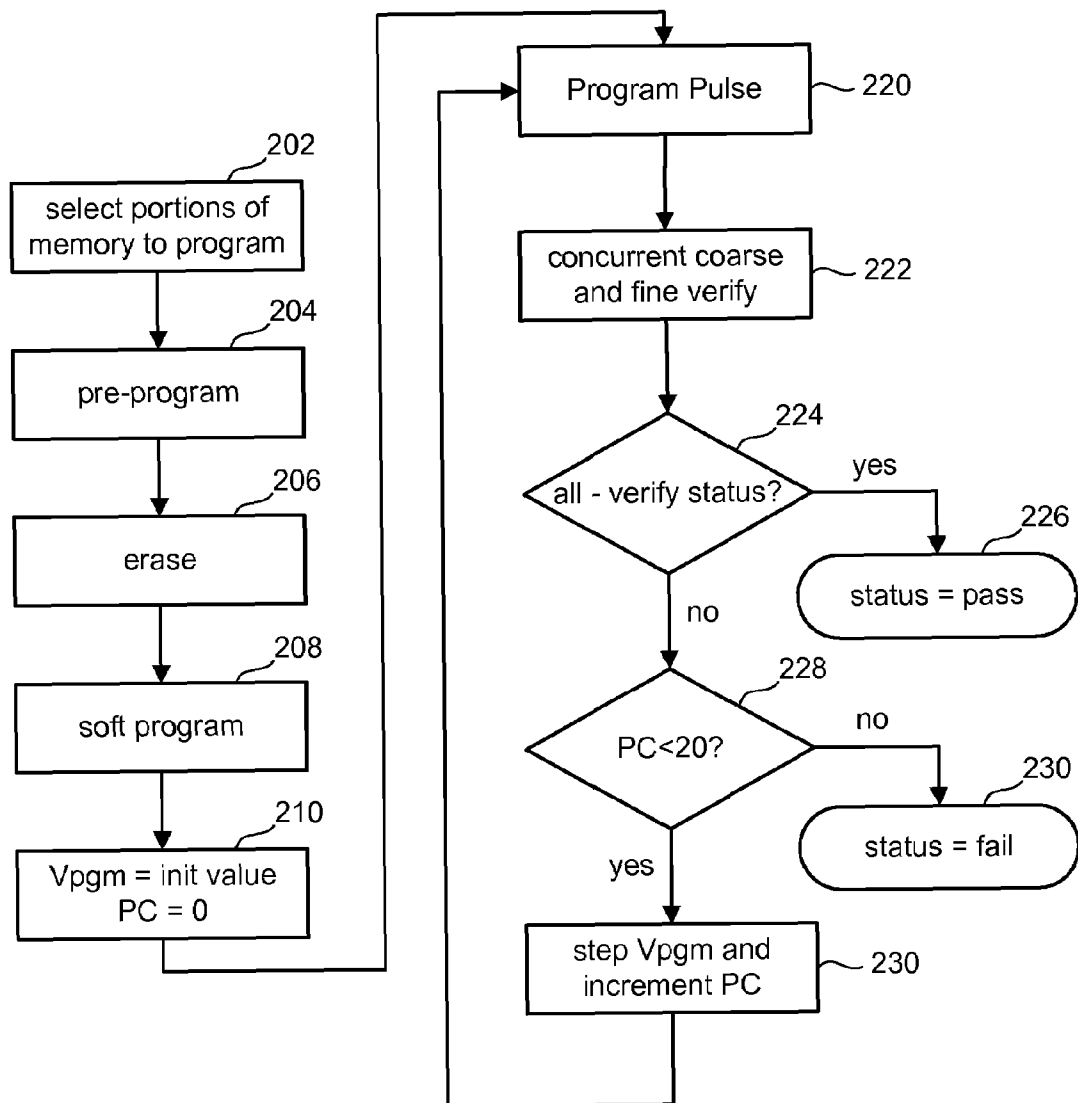 202
select portions of
memory to program
204
pre-program
206
erase
208
soft program
210
Vpgm = init value
PC = 0
Program Pulse
220
concurrent coarse
and fine verify
222
224
all - verify status?
yes
226
status = pass
no
228
PC<20?
no
230
status = fail
yes
step Vpgm and
increment PC
230